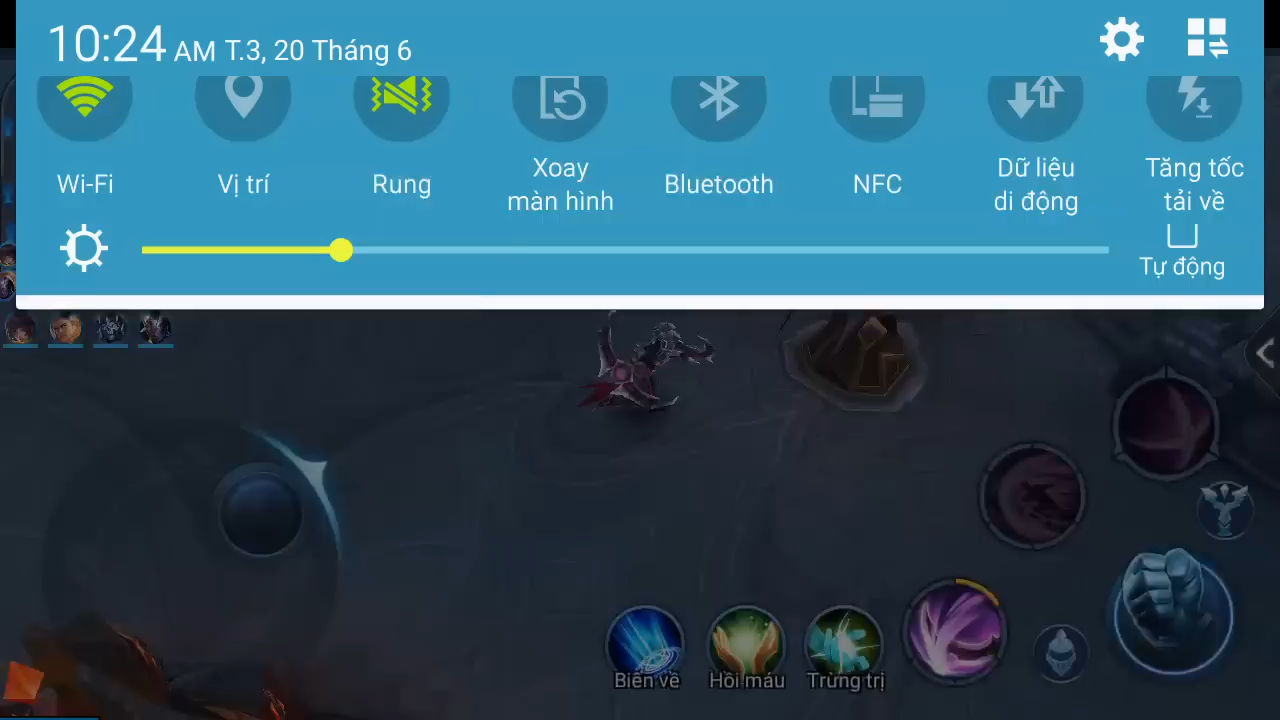 10:24 AM T.3, 20 Tháng 6
Wi-Fi
Vị trí
Rung
Xoay
màn hình
Bluetooth
NFC
Dữ liệu
di động
Tăng tốc
tải về
Tự động
Biến về
Hồi máu
Trừng trị